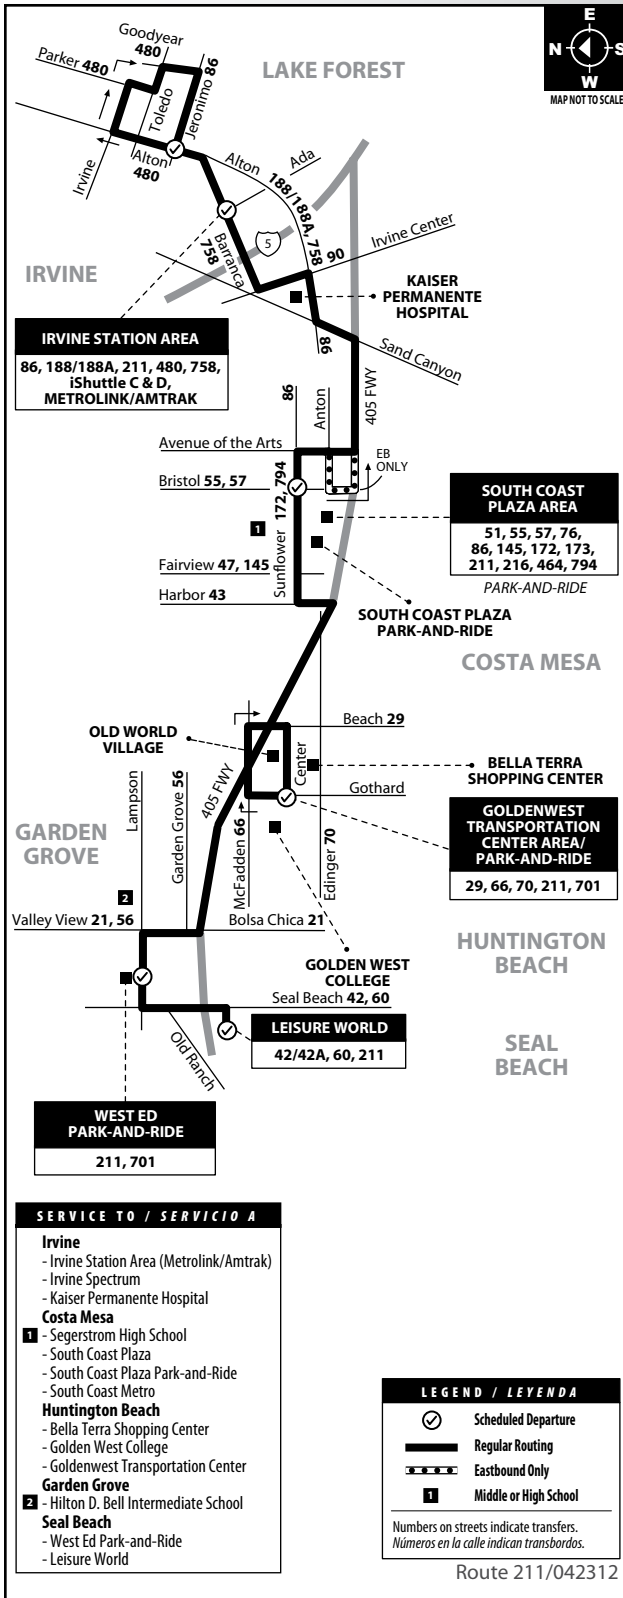 E
N
S
W
MAP NOT TO SCALE
Goodyear
480
Parker 480
Toledo
Jeronimo 86
LAKE FOREST
Alton
480
Irvine
Alton
Ada
188/188A, 758
5
Barranca
758
90
Irvine Center
IRVINE
KAISER
PERMANENTE
HOSPITAL
IRVINE STATION AREA
86, 188/188A, 211, 480, 758,
iShuttle C & D,
METROLINK/AMTRAK
86
Sand Canyon
86
Anton
405 FWY
Avenue of the Arts
EB
ONLY
Bristol 55, 57
172, 794
Sunflower
1
SOUTH COAST
PLAZA AREA
51, 55, 57, 76,
86, 145, 172, 173,
211, 216, 464, 794
PARK-AND-RIDE
Fairview 47, 145
Harbor 43
SOUTH COAST PLAZA
PARK-AND-RIDE
COSTA MESA
Beach 29
OLD WORLD
VILLAGE
Center
BELLA TERRA
SHOPPING CENTER
Lampson
Garden Grove 56
405 FWY
Gothard
GARDEN
GROVE
McFadden 66
Edinger 70
GOLDENWEST
TRANSPORTATION
CENTER AREA/
PARK-AND-RIDE
29, 66, 70, 211, 701
2
Valley View 21, 56
Bolsa Chica 21
HUNTINGTON
BEACH
GOLDEN WEST
COLLEGE
Seal Beach 42, 60
Old Ranch
LEISURE WORLD
42/42A, 60, 211
SEAL
BEACH
WEST ED
PARK-AND-RIDE
211, 701
SERVICE TO / SERVICIO A
Irvine
- Irvine Station Area (Metrolink/Amtrak)
- Irvine Spectrum
- Kaiser Permanente Hospital
Costa Mesa
1 - Segerstrom High School
- South Coast Plaza
- South Coast Plaza Park-and-Ride
- South Coast Metro
Huntington Beach
- Bella Terra Shopping Center
- Golden West College
- Goldenwest Transportation Center
Garden Grove
2 - Hilton D. Bell Intermediate School
Seal Beach
- West Ed Park-and-Ride
- Leisure World
LEGEND / LEYENDA
Scheduled Departure
Regular Routing
Eastbound Only
1 Middle or High School
Numbers on streets indicate transfers.
Números en la calle indican transbordos.
Route 211/042312